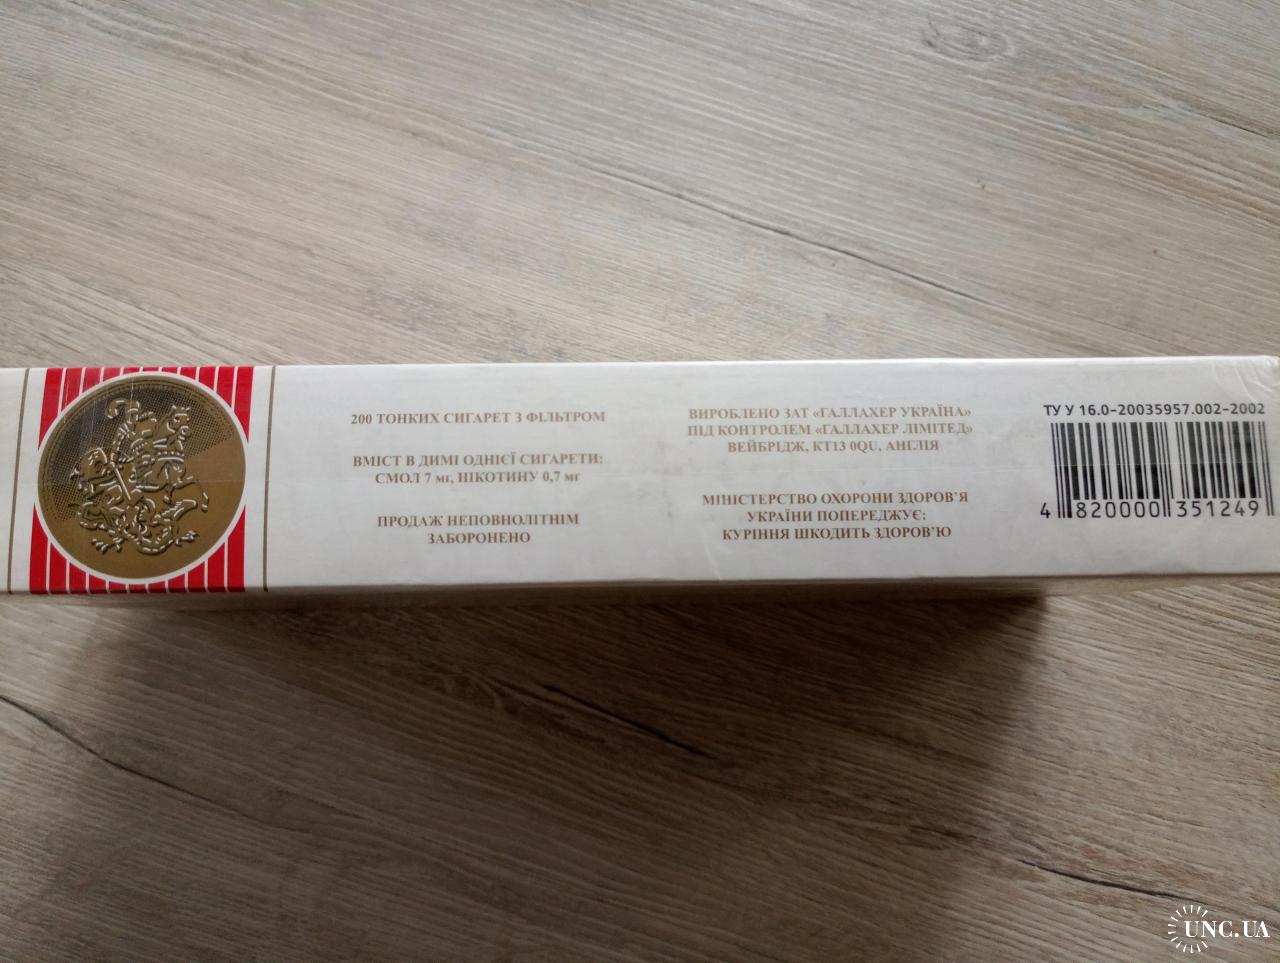 200 ТОНКИХ СИГАРЕТ З ФІЛЬТРОМ
ВМІСТ В ДИМІ ОДНІЄЇ СИГАРЕТИ:
СМОЛ 7 мг, НІКОТИНУ 0,7 мг
ПРОДАЖ НЕПОВНОЛІТНІМ
ЗАБОРОНЕНО
ВИРОБЛЕНО ЗАТ «ГАЛЛАХЕР УКРАЇНА»
ПІД КОНТРОЛЕМ «ГАЛЛАХЕР ЛІМІТЕД»
ВЕЙБРІДЖ, КТ13 0QU, АНГЛІЯ
МІНІСТЕРСТВО ОХОРОНИ ЗДОРОВ'Я
УКРАЇНИ ПОПЕРЕДЖУЄ:
КУРІННЯ ШКОДИТЬ ЗДОРОВ'Ю
ТУ У 16.0-20035957.002-2002
4 820000 351249
UNC.UA